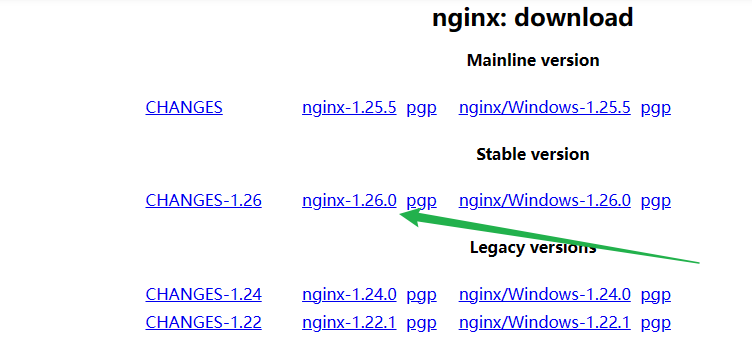 nginx: download
Mainline version
CHANGES nginx-1.25.5 pgp nginx/Windows-1.25.5 pgp
Stable version
CHANGES-1.26 nginx-1.26.0 pgp nginx/Windows-1.26.0 pgp
Legacy versions
CHANGES-1.24 nginx-1.24.0 pgp nginx/Windows-1.24.0 pgp
CHANGES-1.22 nginx-1.22.1 pgp nginx/Windows-1.22.1 pgp